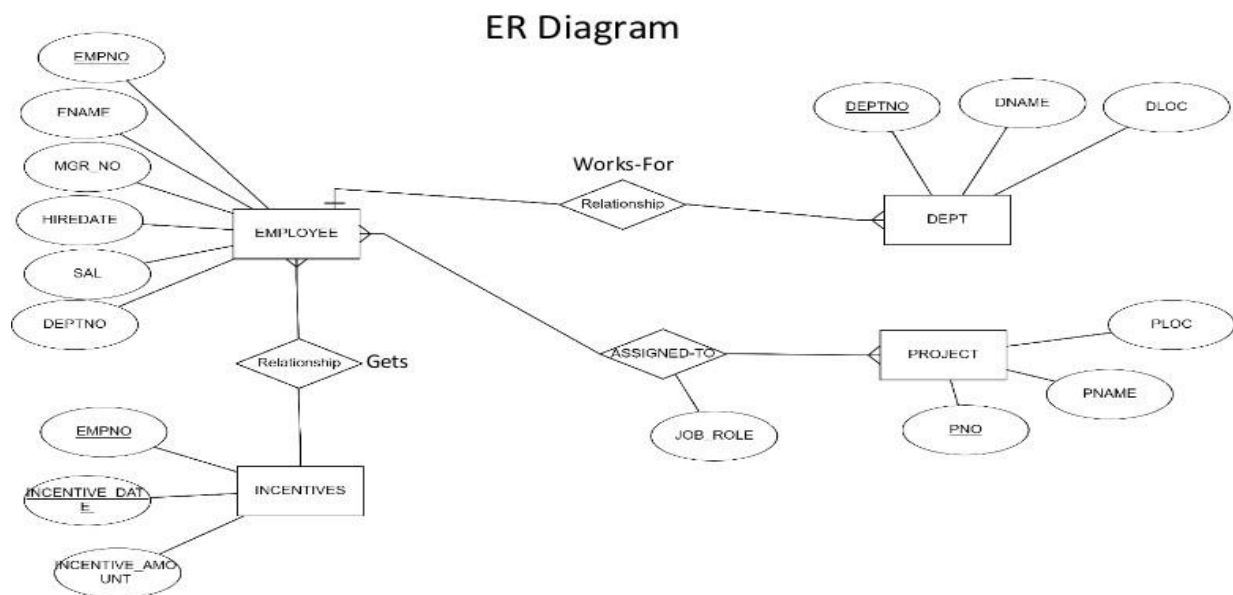 ER Diagram
EMPNO
ENAME
MGR_NO
HIREDATE
SAL
DEPTNO
EMPLOYEE
Works-For
Relationship
DEPTNO
DNAME
DLOC
DEPT
Relationship
Gets
ASSIGNED-TO
JOB_ROLE
PROJECT
PLOC
PNAME
PNO
EMPNO
INCENTIVE_DAT
E
INCENTIVE_AMO
UNT
INCENTIVES